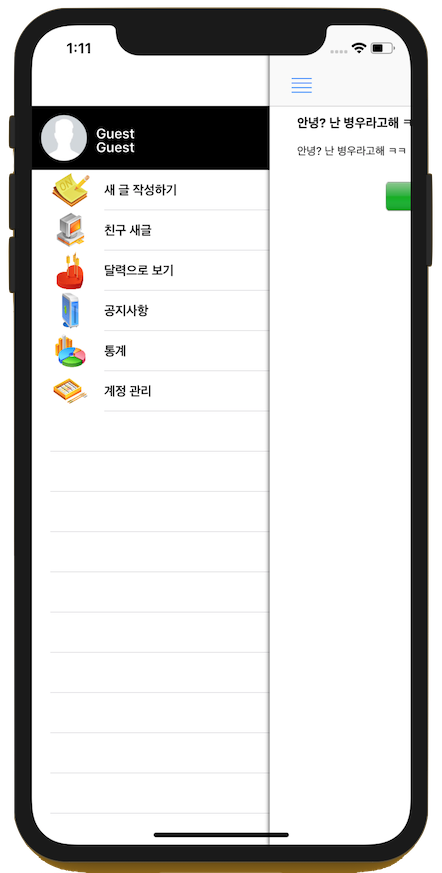 1:11
Guest
Guest
안녕? 난 병우라고해 ㅋ
안녕? 난 병우라고해 ㅋㅋ
새 글 작성하기
친구 새글
달력으로 보기
공지사항
통계
계정 관리